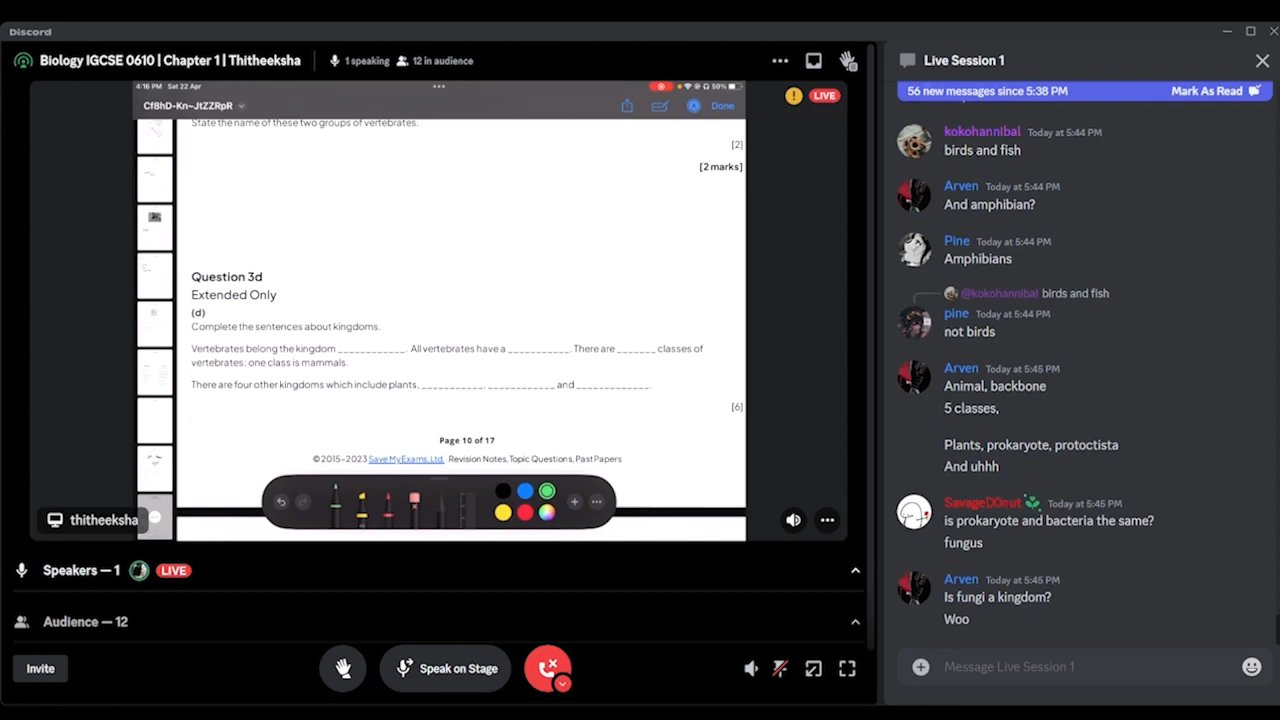 Discord
Biology IGCSE 0610 | Chapter 1 | Thitheeksha
1 speaking
12 in audience
4:16 PM Sat 22 Apr
50%
Cf8hD-Kn-JtZZRpR
Done
LIVE
State the name of these two groups of vertebrates.
[2]
[2 marks]
Question 3d
Extended Only
(d)
Complete the sentences about kingdoms.
Vertebrates belong the kingdom ___________. All vertebrates have a __________. There are ______ classes of
vertebrates; one class is mammals.
There are four other kingdoms which include plants, __________, ___________ and ____________.
[6]
Page 10 of 17
© 2015-2023 Save My Exams, Ltd. · Revision Notes, Topic Questions, Past Papers
thitheeksha
Speakers — 1
LIVE
Audience — 12
Invite
Speak on Stage
Live Session 1
56 new messages since 5:38 PM
Mark As Read
kokohannibal Today at 5:44 PM
birds and fish
Arven Today at 5:44 PM
And amphibian?
Pine Today at 5:44 PM
Amphibians
@kokohannibal birds and fish
pine Today at 5:44 PM
not birds
Arven Today at 5:45 PM
Animal, backbone
5 classes,
Plants, prokaryote, protoctista
And uhhh
SavageD0nut Today at 5:45 PM
is prokaryote and bacteria the same?
fungus
Arven Today at 5:45 PM
Is fungi a kingdom?
Woo
Message Live Session 1